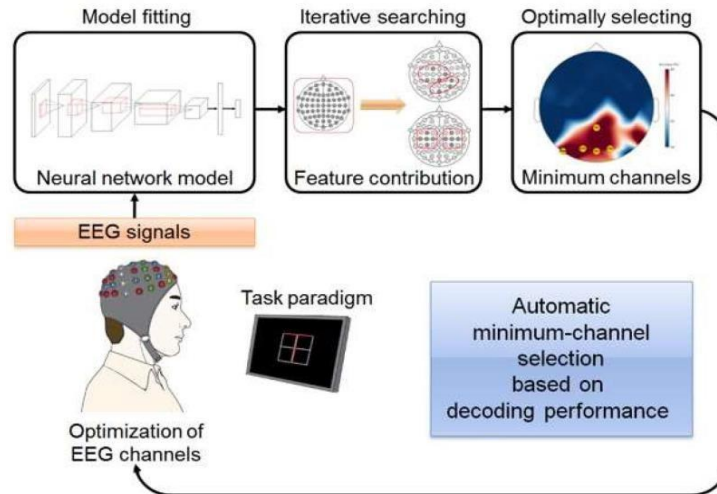 Model fitting
Iterative searching
Optimally selecting
Neural network model
Feature contribution
Minimum channels
EEG signals
Task paradigm
Automatic
minimum-channel
selection
based on
decoding performance
Optimization of
EEG channels